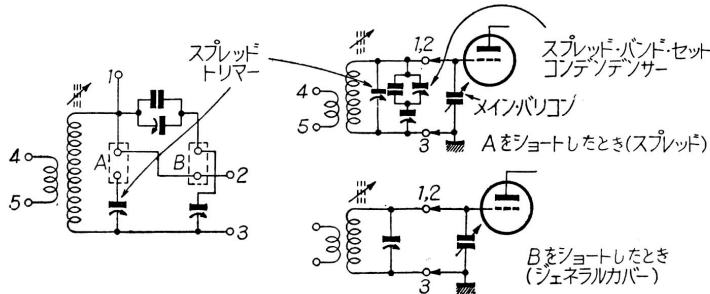 スプレッド
トリマー
1
4
5
A
B
2
3
1,2
4
5
3
スプレッド・バンド・セット
コンデンデンサー
メイン・バリコン
Aをショートしたとき(スプレッド)
1,2
3
Bをショートしたとき
(ジェネラルカバー)